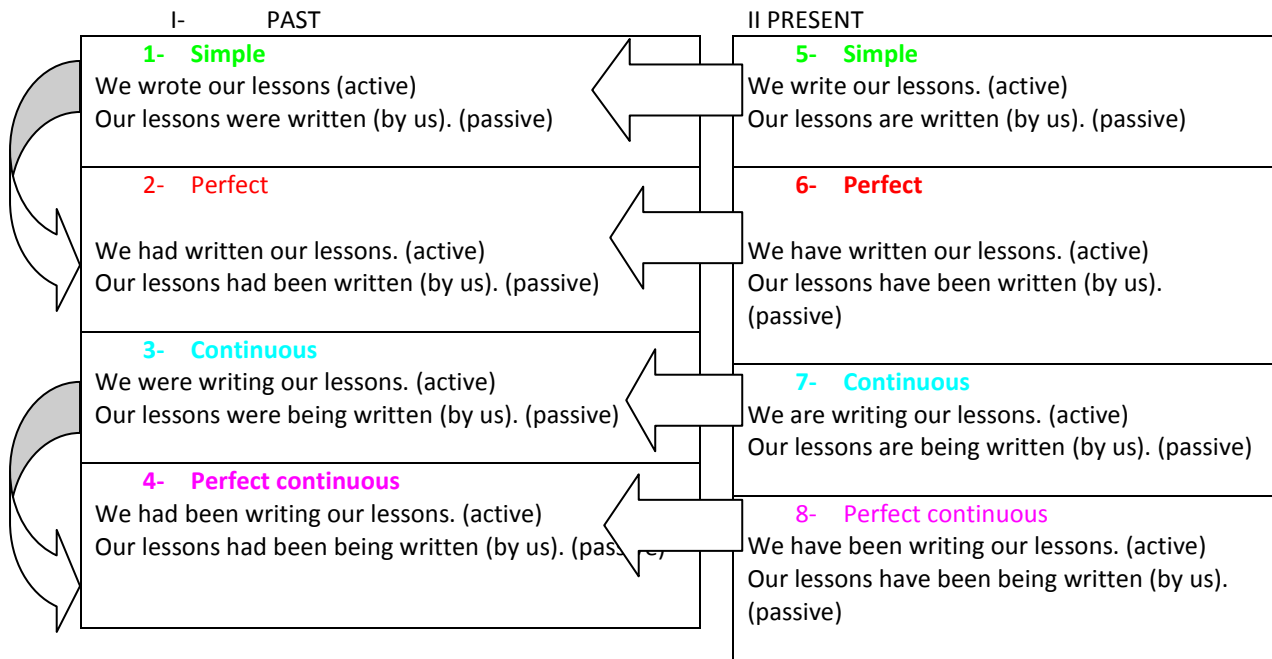 I- PAST
1- Simple
We wrote our lessons (active)
Our lessons were written (by us). (passive)
2- Perfect
We had written our lessons. (active)
Our lessons had been written (by us). (passive)
3- Continuous
We were writing our lessons. (active)
Our lessons were being written (by us). (passive)
4- Perfect continuous
We had been writing our lessons. (active)
Our lessons had been being written (by us). (passive)
II PRESENT
5- Simple
We write our lessons. (active)
Our lessons are written (by us). (passive)
6- Perfect
We have written our lessons. (active)
Our lessons have been written (by us).
(passive)
7- Continuous
We are writing our lessons. (active)
Our lessons are being written (by us). (passive)
8- Perfect continuous
We have been writing our lessons. (active)
Our lessons have been being written (by us).
(passive)